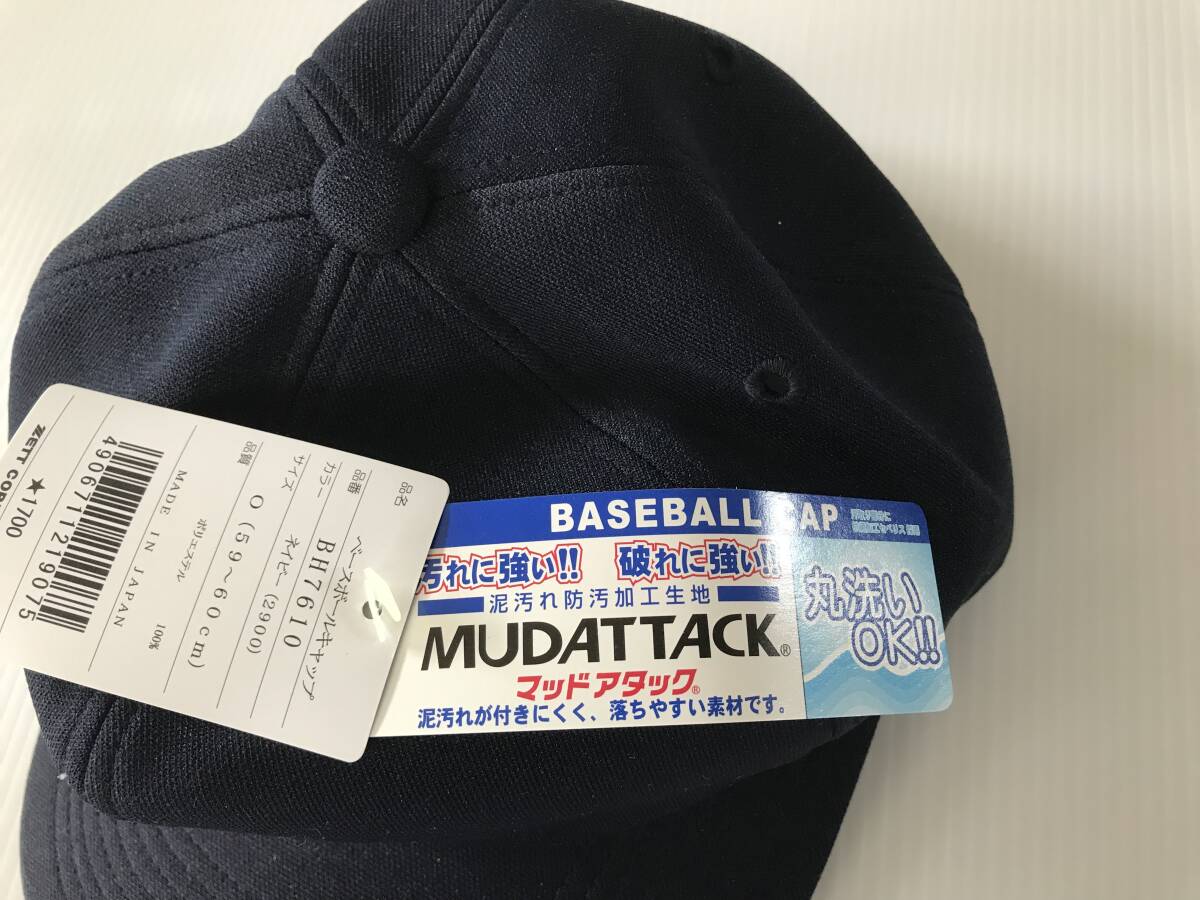 品名 ベースボールキャップ
品番 BH7610
カラー ネイビー(2900)
サイズ O(59～60cm)
品質 ポリエステル 100%
MADE IN JAPAN
4906711219075
★1700
ZETT
BASEBALL CAP
汚れに強い!! 破れに強い!!
泥汚れ防汚加工生地
MUDATTACK®
マッドアタック®
泥汚れが付きにくく、落ちやすい素材です。
丸洗い
OK!!